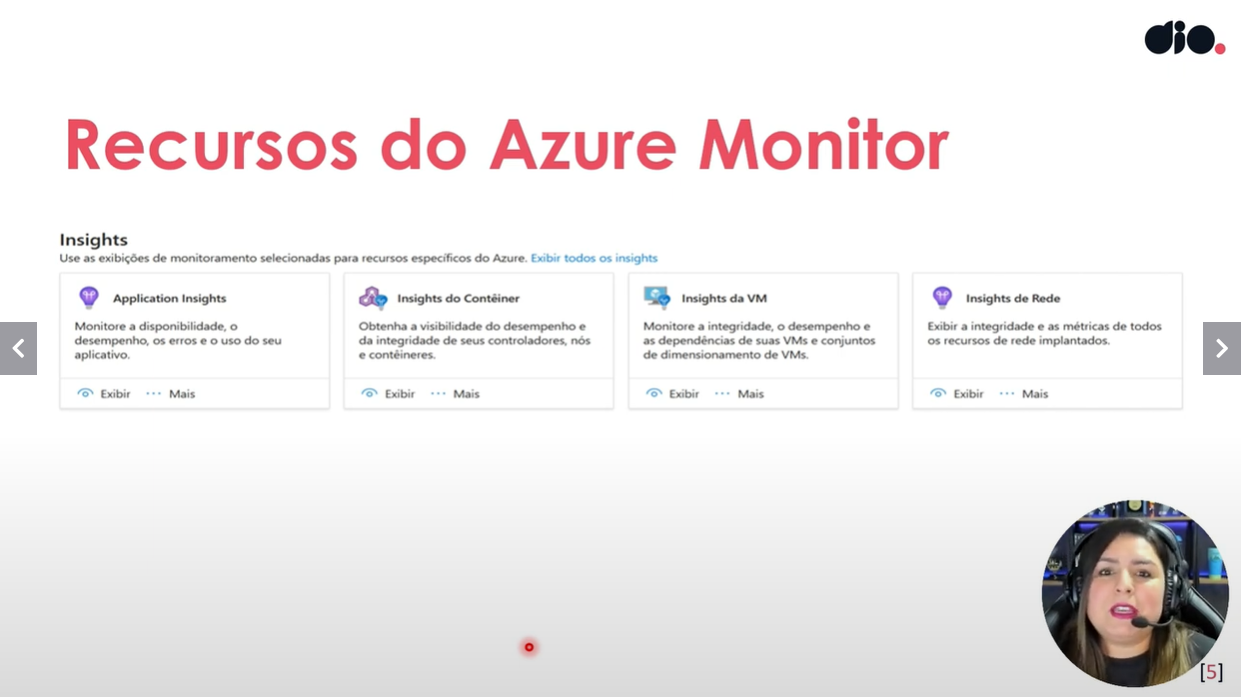 dio.
Recursos do Azure Monitor
Insights
Use as exibições de monitoramento selecionadas para recursos específicos do Azure. Exibir todos os insights
Application Insights
Monitore a disponibilidade, o
desempenho, os erros e o uso do seu
aplicativo.
Exibir ··· Mais
Insights do Contêiner
Obtenha a visibilidade do desempenho e
da integridade de seus controladores, nós
e contêineres.
Exibir ··· Mais
Insights da VM
Monitore a integridade, o desempenho e
as dependências de suas VMs e conjuntos
de dimensionamento de VMs.
Exibir ··· Mais
Insights de Rede
Exibir a integridade e as métricas de todos
os recursos de rede implantados.
Exibir ··· Mais
[5]